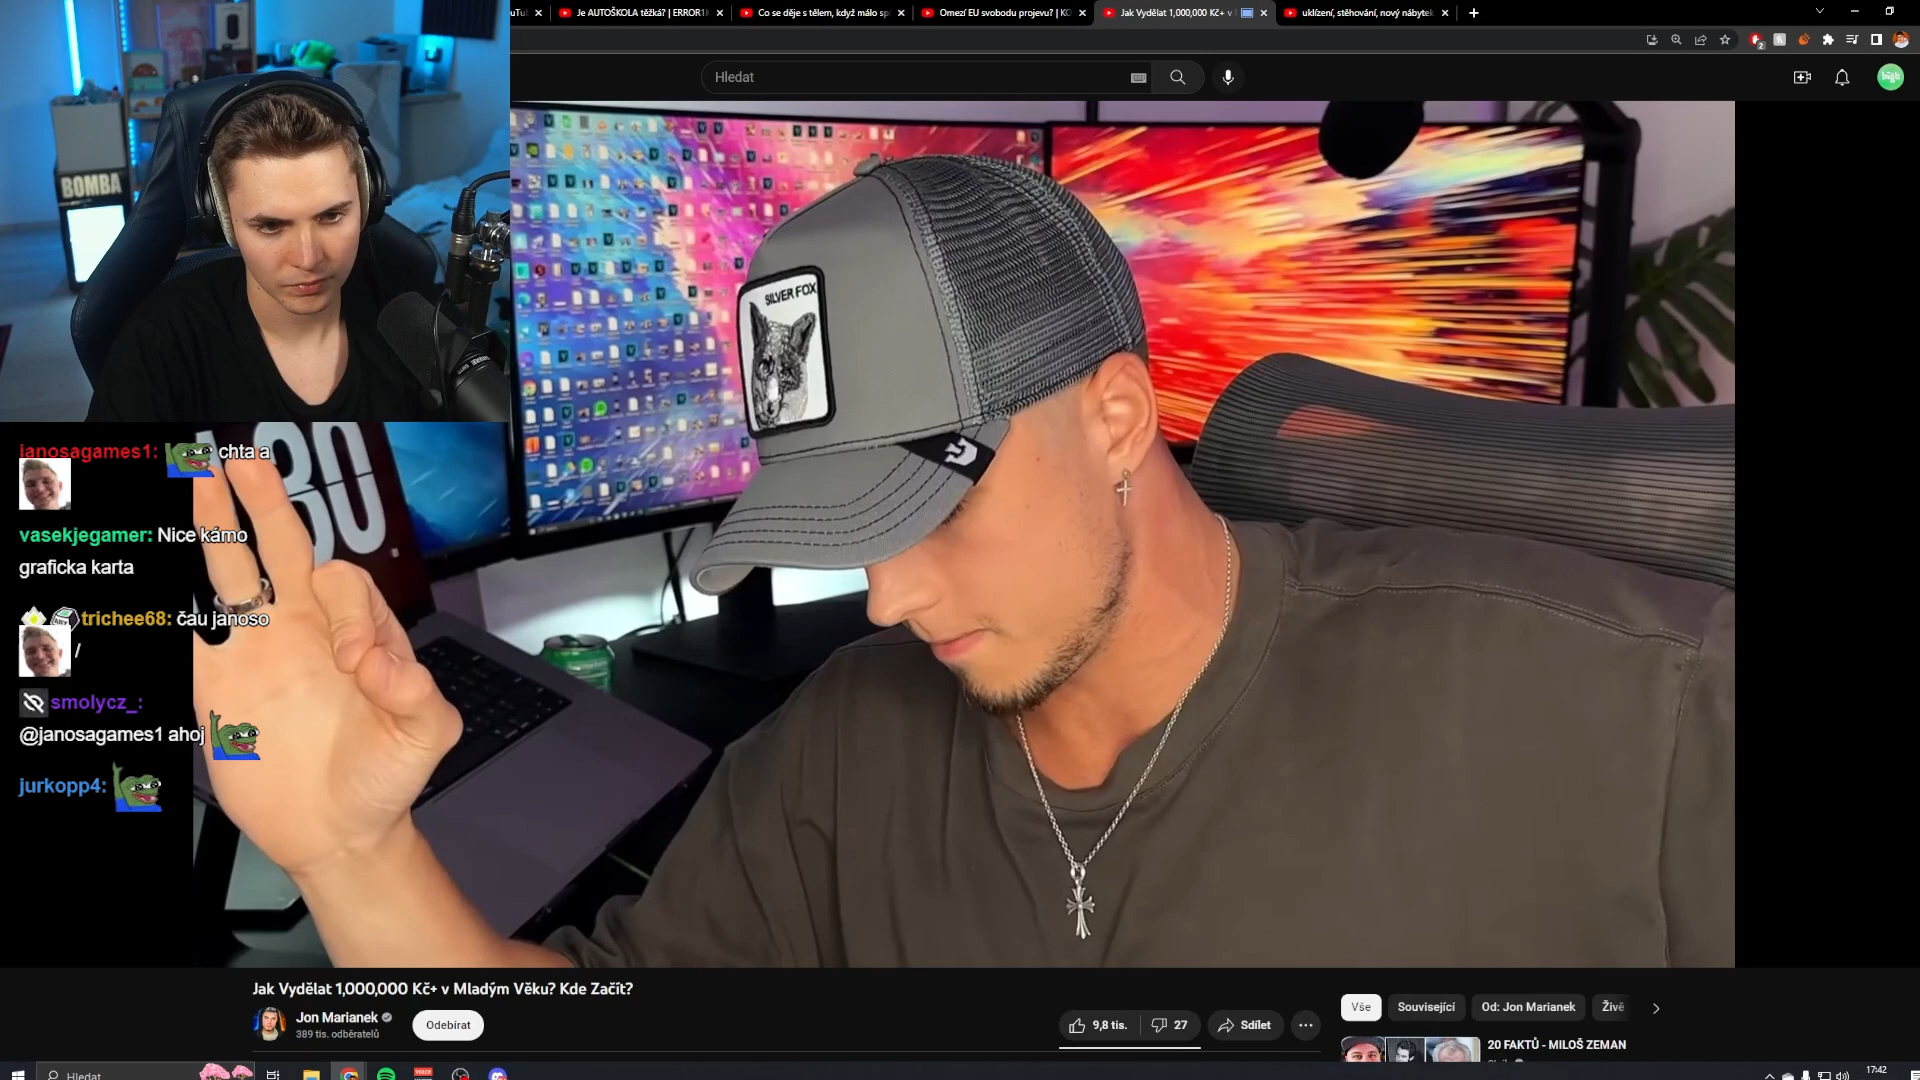 uTu
Je AUTOŠKOLA těžká? | ERROR1
Co se děje s tělem, když málo sp
Omezí EU svobodu projevu? | KO
Jak Vydělat 1,000,000 Kč+ v
uklízení, stěhování, nový nábytek
2
Hledat
BOMBA
SILVER FOX
30
janosagames1: chta a
vasekjegamer: Nice kámo
graficka karta
trichee68: čau janoso
/
smolycz_:
@janosagames1 ahoj
jurkopp4:
Jak Vydělat 1,000,000 Kč+ v Mladým Věku? Kde Začít?
Jon Marianek
389 tis. odběratelů
Odebírat
9,8 tis.
27
Sdílet
Vše
Související
Od: Jon Marianek
Živě
20 FAKTŮ - MILOŠ ZEMAN
Hledat
17:42